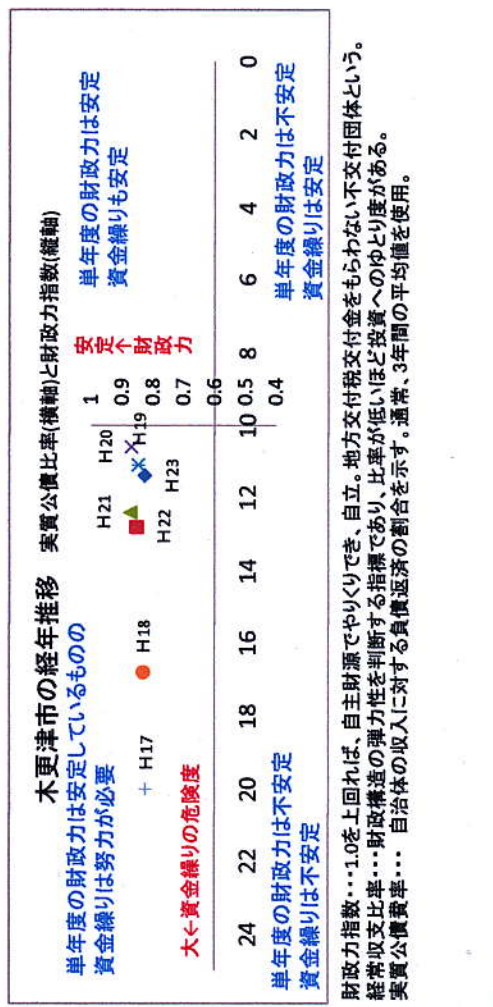 木更津市の経年推移 実質公債比率(横軸)と財政力指数(縦軸)
単年度の財政力は安定しているものの
資金繰りは努力が必要
単年度の財政力は安定
資金繰りも安定
安定↑財政力
1
0.9
0.8
0.7
0.6
0.5
0.4
H21
H20
H19
H17
H18
H22
H23
大←資金繰りの危険度
24
22
20
18
16
14
12
10
8
6
4
2
0
単年度の財政力は不安定
資金繰りは不安定
単年度の財政力は不安定
資金繰りは安定
財政力指数・・・1.0を上回れば、自主財源でやりくりでき、自立。地方交付税交付金をもらわない不交付団体という。
経常収支比率・・・財政構造の弾力性を判断する指標であり、比率が低いほど投資へのゆとり度がある。
実質公債費率・・・ 自治体の収入に対する負債返済の割合を示す。通常、3年間の平均値を使用。